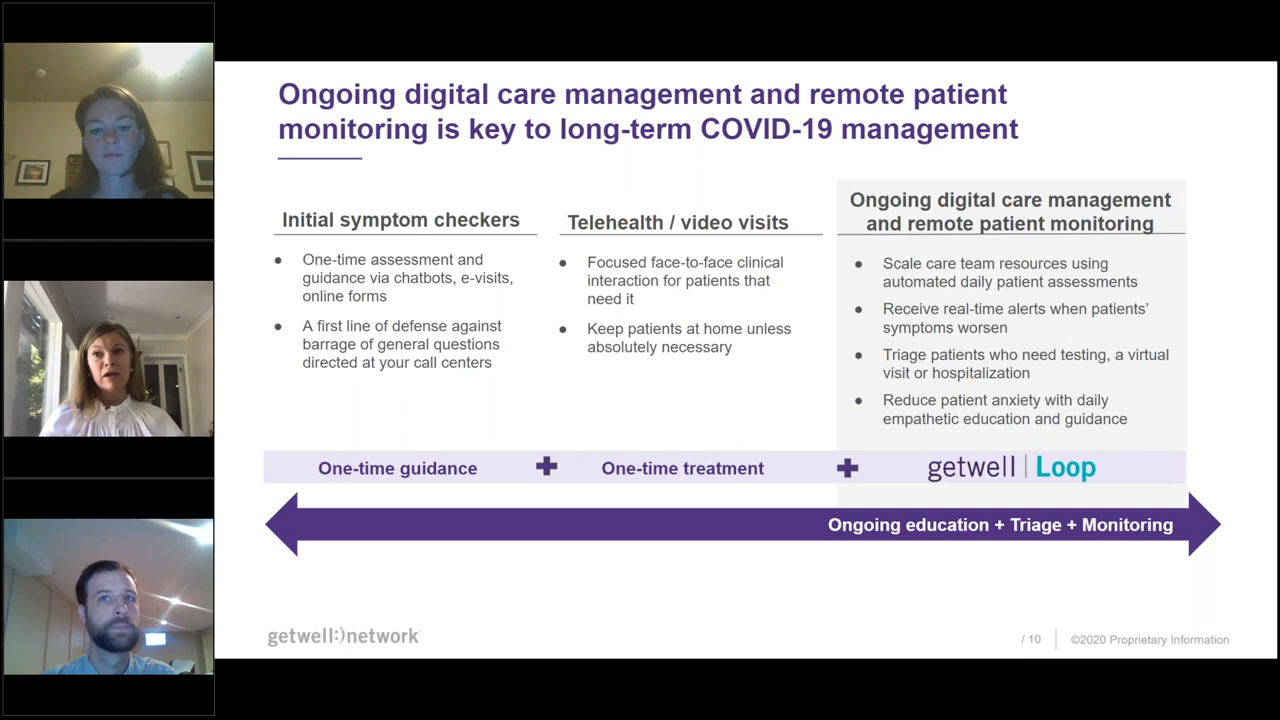 Ongoing digital care management and remote patient
monitoring is key to long-term COVID-19 management
Initial symptom checkers
● One-time assessment and
guidance via chatbots, e-visits,
online forms
● A first line of defense against
barrage of general questions
directed at your call centers
Telehealth / video visits
● Focused face-to-face clinical
interaction for patients that
need it
● Keep patients at home unless
absolutely necessary
Ongoing digital care management
and remote patient monitoring
● Scale care team resources using
automated daily patient assessments
● Receive real-time alerts when patients’
symptoms worsen
● Triage patients who need testing, a virtual
visit or hospitalization
● Reduce patient anxiety with daily
empathetic education and guidance
One-time guidance + One-time treatment + getwell | Loop
Ongoing education + Triage + Monitoring
getwell:)network
/ 10 ©2020 Proprietary Information